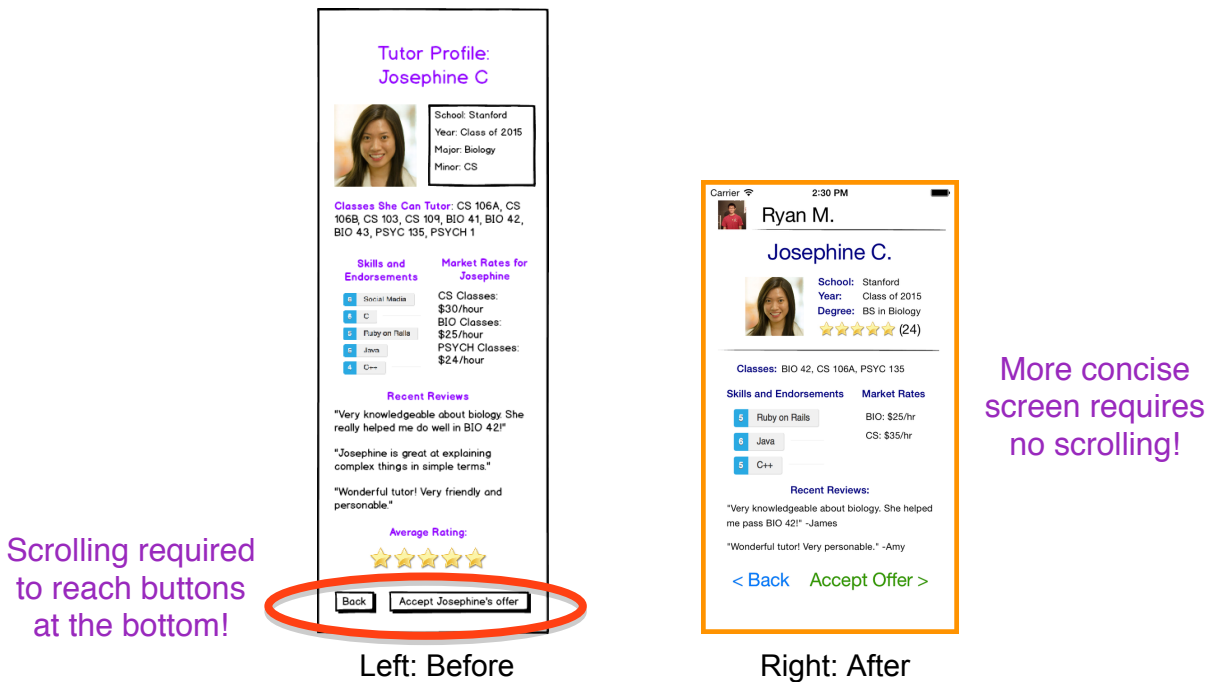 Tutor Profile:
Josephine C
School: Stanford
Year: Class of 2015
Major: Biology
Minor: CS
Classes She Can Tutor: CS 106A, CS
106B, CS 103, CS 109, BIO 41, BIO 42,
BIO 43, PSYC 135, PSYCH 1
Skills and
Endorsements
6 Social Media
5 C
5 Ruby on Rails
5 Java
4 C++
Market Rates for
Josephine
CS Classes:
$30/hour
BIO Classes:
$25/hour
PSYCH Classes:
$24/hour
Recent Reviews
"Very knowledgeable about biology. She
really helped me do well in BIO 42!"
"Josephine is great at explaining
complex things in simple terms."
"Wonderful tutor! Very friendly and
personable."
Average Rating:
Back
Accept Josephine's offer
Scrolling required
to reach buttons
at the bottom!
Left: Before
Carrier
2:30 PM
Ryan M.
Josephine C.
School: Stanford
Year: Class of 2015
Degree: BS in Biology
(24)
Classes: BIO 42, CS 106A, PSYC 135
Skills and Endorsements
5 Ruby on Rails
6 Java
5 C++
Market Rates
BIO: $25/hr
CS: $35/hr
Recent Reviews:
"Very knowledgeable about biology. She helped
me pass BIO 42!" -James
"Wonderful tutor! Very personable." -Amy
< Back
Accept Offer >
More concise
screen requires
no scrolling!
Right: After